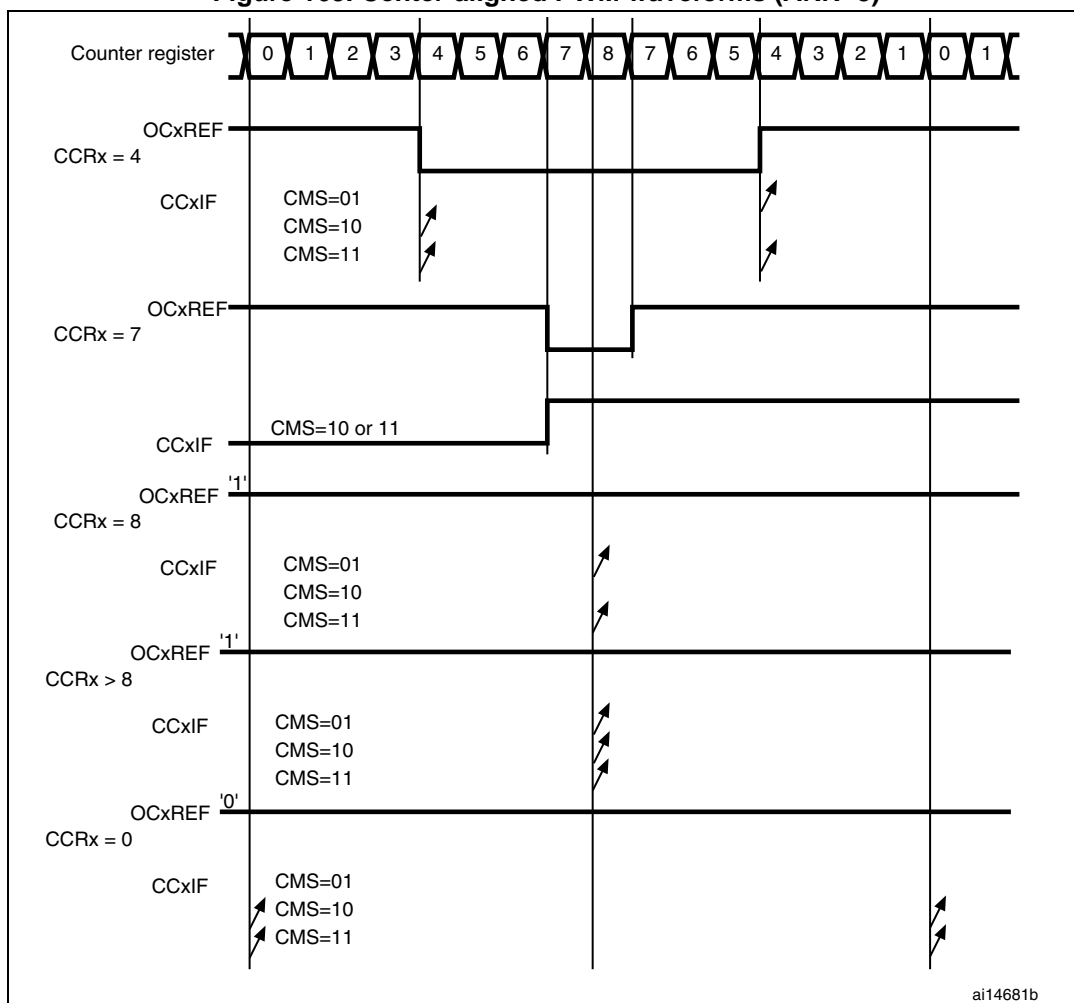 Counter register 0 1 2 3 4 5 6 7 8 7 6 5 4 3 2 1 0 1
OCxREF
CCRx = 4
CCxIF
CMS=01
CMS=10
CMS=11
OCxREF
CCRx = 7
CMS=10 or 11
CCxIF
'1'
OCxREF
CCRx = 8
CCxIF
CMS=01
CMS=10
CMS=11
'1'
OCxREF
CCRx > 8
CCxIF
CMS=01
CMS=10
CMS=11
'0'
OCxREF
CCRx = 0
CCxIF
CMS=01
CMS=10
CMS=11
ai14681b